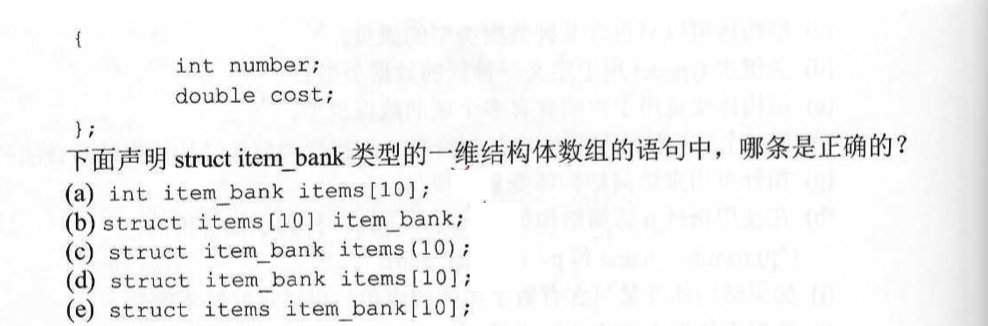 {
int number;
double cost;
};
下面声明 struct item_bank 类型的一维结构体数组的语句中，哪条是正确的？
(a) int item_bank items[10];
(b) struct items[10] item_bank;
(c) struct item_bank items(10);
(d) struct item_bank items[10];
(e) struct items item_bank[10];